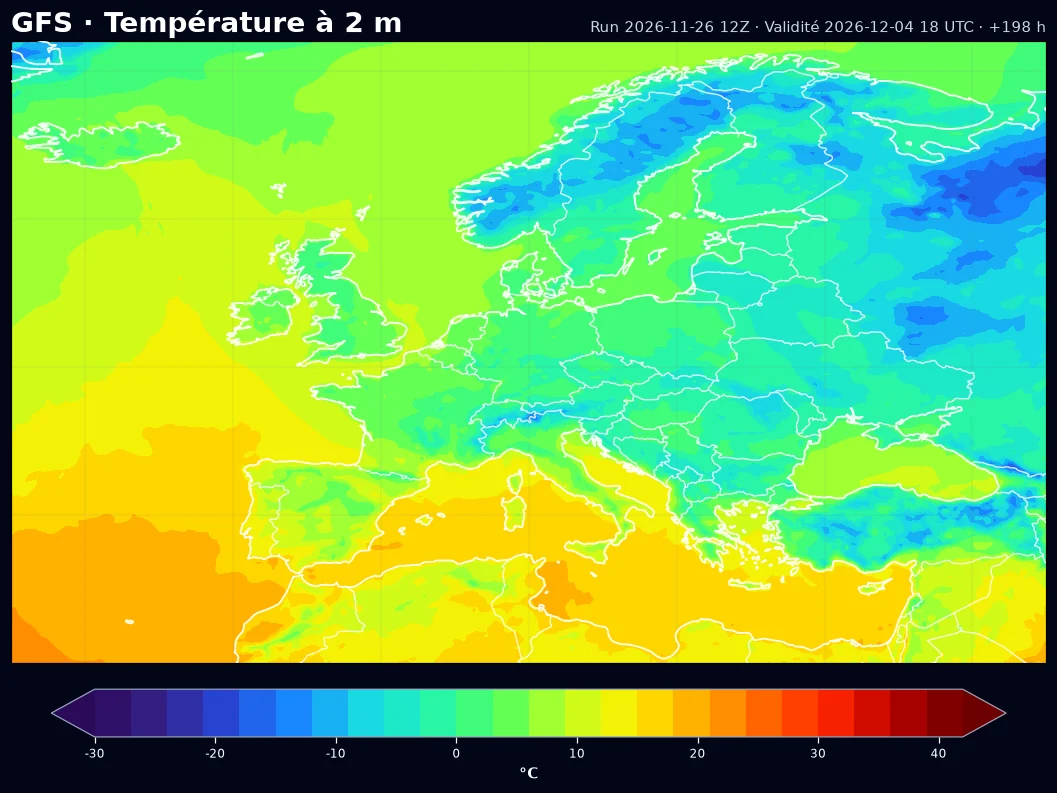 GFS · Température à 2 m
Run 2026-11-26 12Z · Validité 2026-12-04 18 UTC · +198 h
-30 -20 -10 0 10 20 30 40
°C